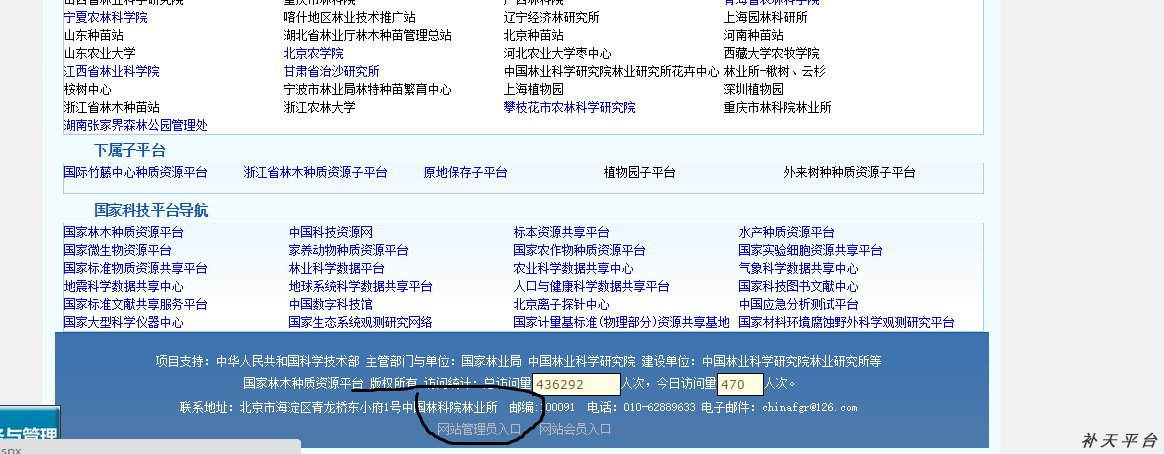 山西省林业科学研究院 重庆市林科院 广西林科院 青海省农林科学院
宁夏农林科学院 喀什地区林业技术推广站 辽宁经济林研究所 上海园林科研所
山东种苗站 湖北省林业厅林木种苗管理总站 北京种苗站 河南种苗站
山东农业大学 北京农学院 河北农业大学枣中心 西藏大学农牧学院
江西省林业科学院 甘肃省治沙研究所 中国林业科学研究院林业研究所花卉中心 林业所-楸树、云杉
桉树中心 宁波市林业局林特种苗繁育中心 上海植物园 深圳植物园
浙江省林木种苗站 浙江农林大学 攀枝花市农林科学研究院 重庆市林科院林业所
湖南张家界森林公园管理处
下属子平台
国际竹藤中心种质资源平台 浙江省林木种质资源子平台 原地保存子平台 植物园子平台 外来树种种质资源子平台
国家科技平台导航
国家林木种质资源平台 中国科技资源网 标本资源共享平台 水产种质资源平台
国家微生物资源平台 家养动物种质资源平台 国家农作物种质资源平台 国家实验细胞资源共享平台
国家标准物质资源共享平台 林业科学数据平台 农业科学数据共享中心 气象科学数据共享中心
地震科学数据共享中心 地球系统科学数据共享平台 人口与健康科学数据共享平台 国家科技图书文献中心
国家标准文献共享服务平台 中国数字科技馆 北京离子探针中心 中国应急分析测试平台
国家大型科学仪器中心 国家生态系统观测研究网络 国家计量基标准(物理部分)资源共享基地 国家材料环境腐蚀野外科学观测研究平台
项目支持：中华人民共和国科学技术部 主管部门与单位：国家林业局 中国林业科学研究院 建设单位：中国林业科学研究院林业研究所等
国家林木种质资源平台 版权所有 访问统计：总访问量 436292 人次，今日访问量 470 人次。
联系地址：北京市海淀区青龙桥东小府1号中国林科院林业所 邮编:100091 电话：010-62889633 电子邮件：chinafgr@126.com
网站管理员入口 网站会员入口
与管理
spx
补天平台